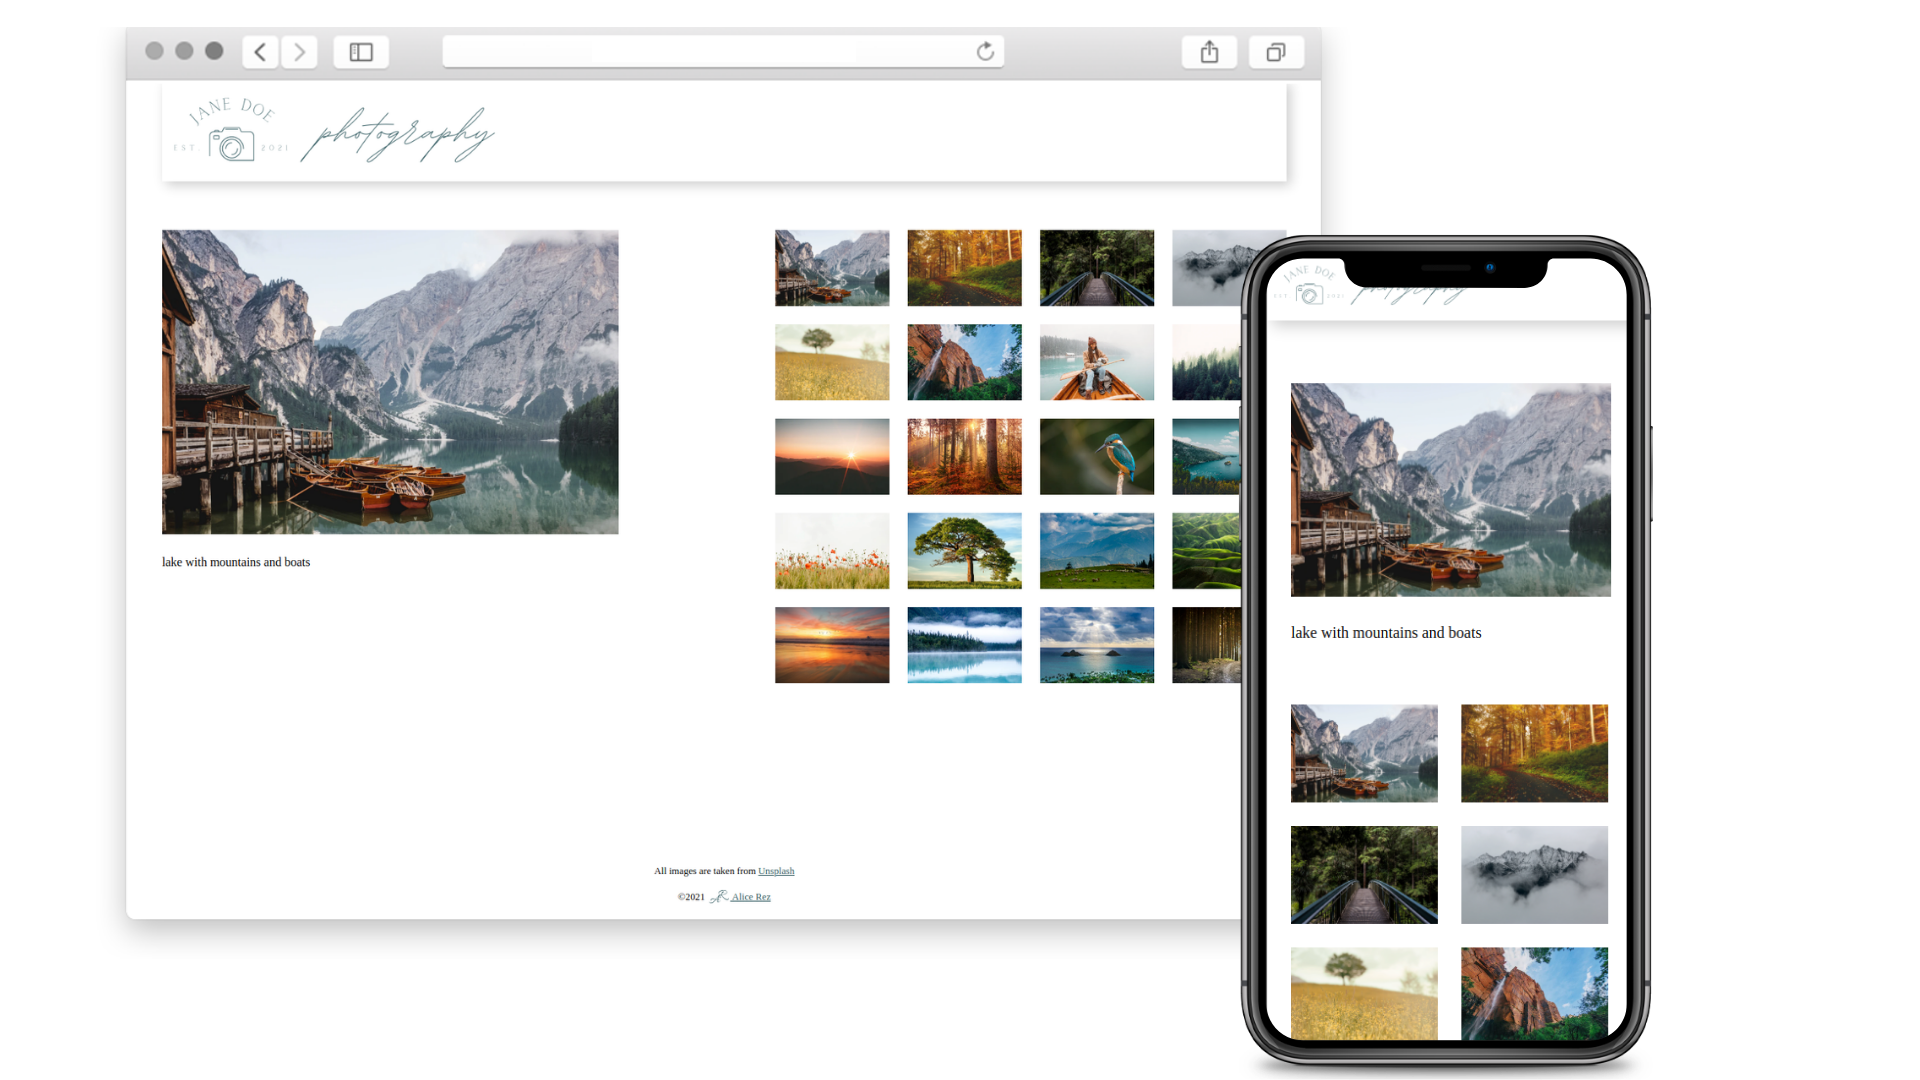 JANE DOE
EST. 2021
photography
lake with mountains and boats
All images are taken from Unsplash
©2021 AR Alice Rez
JANE DOE
EST. 2021
photography
lake with mountains and boats